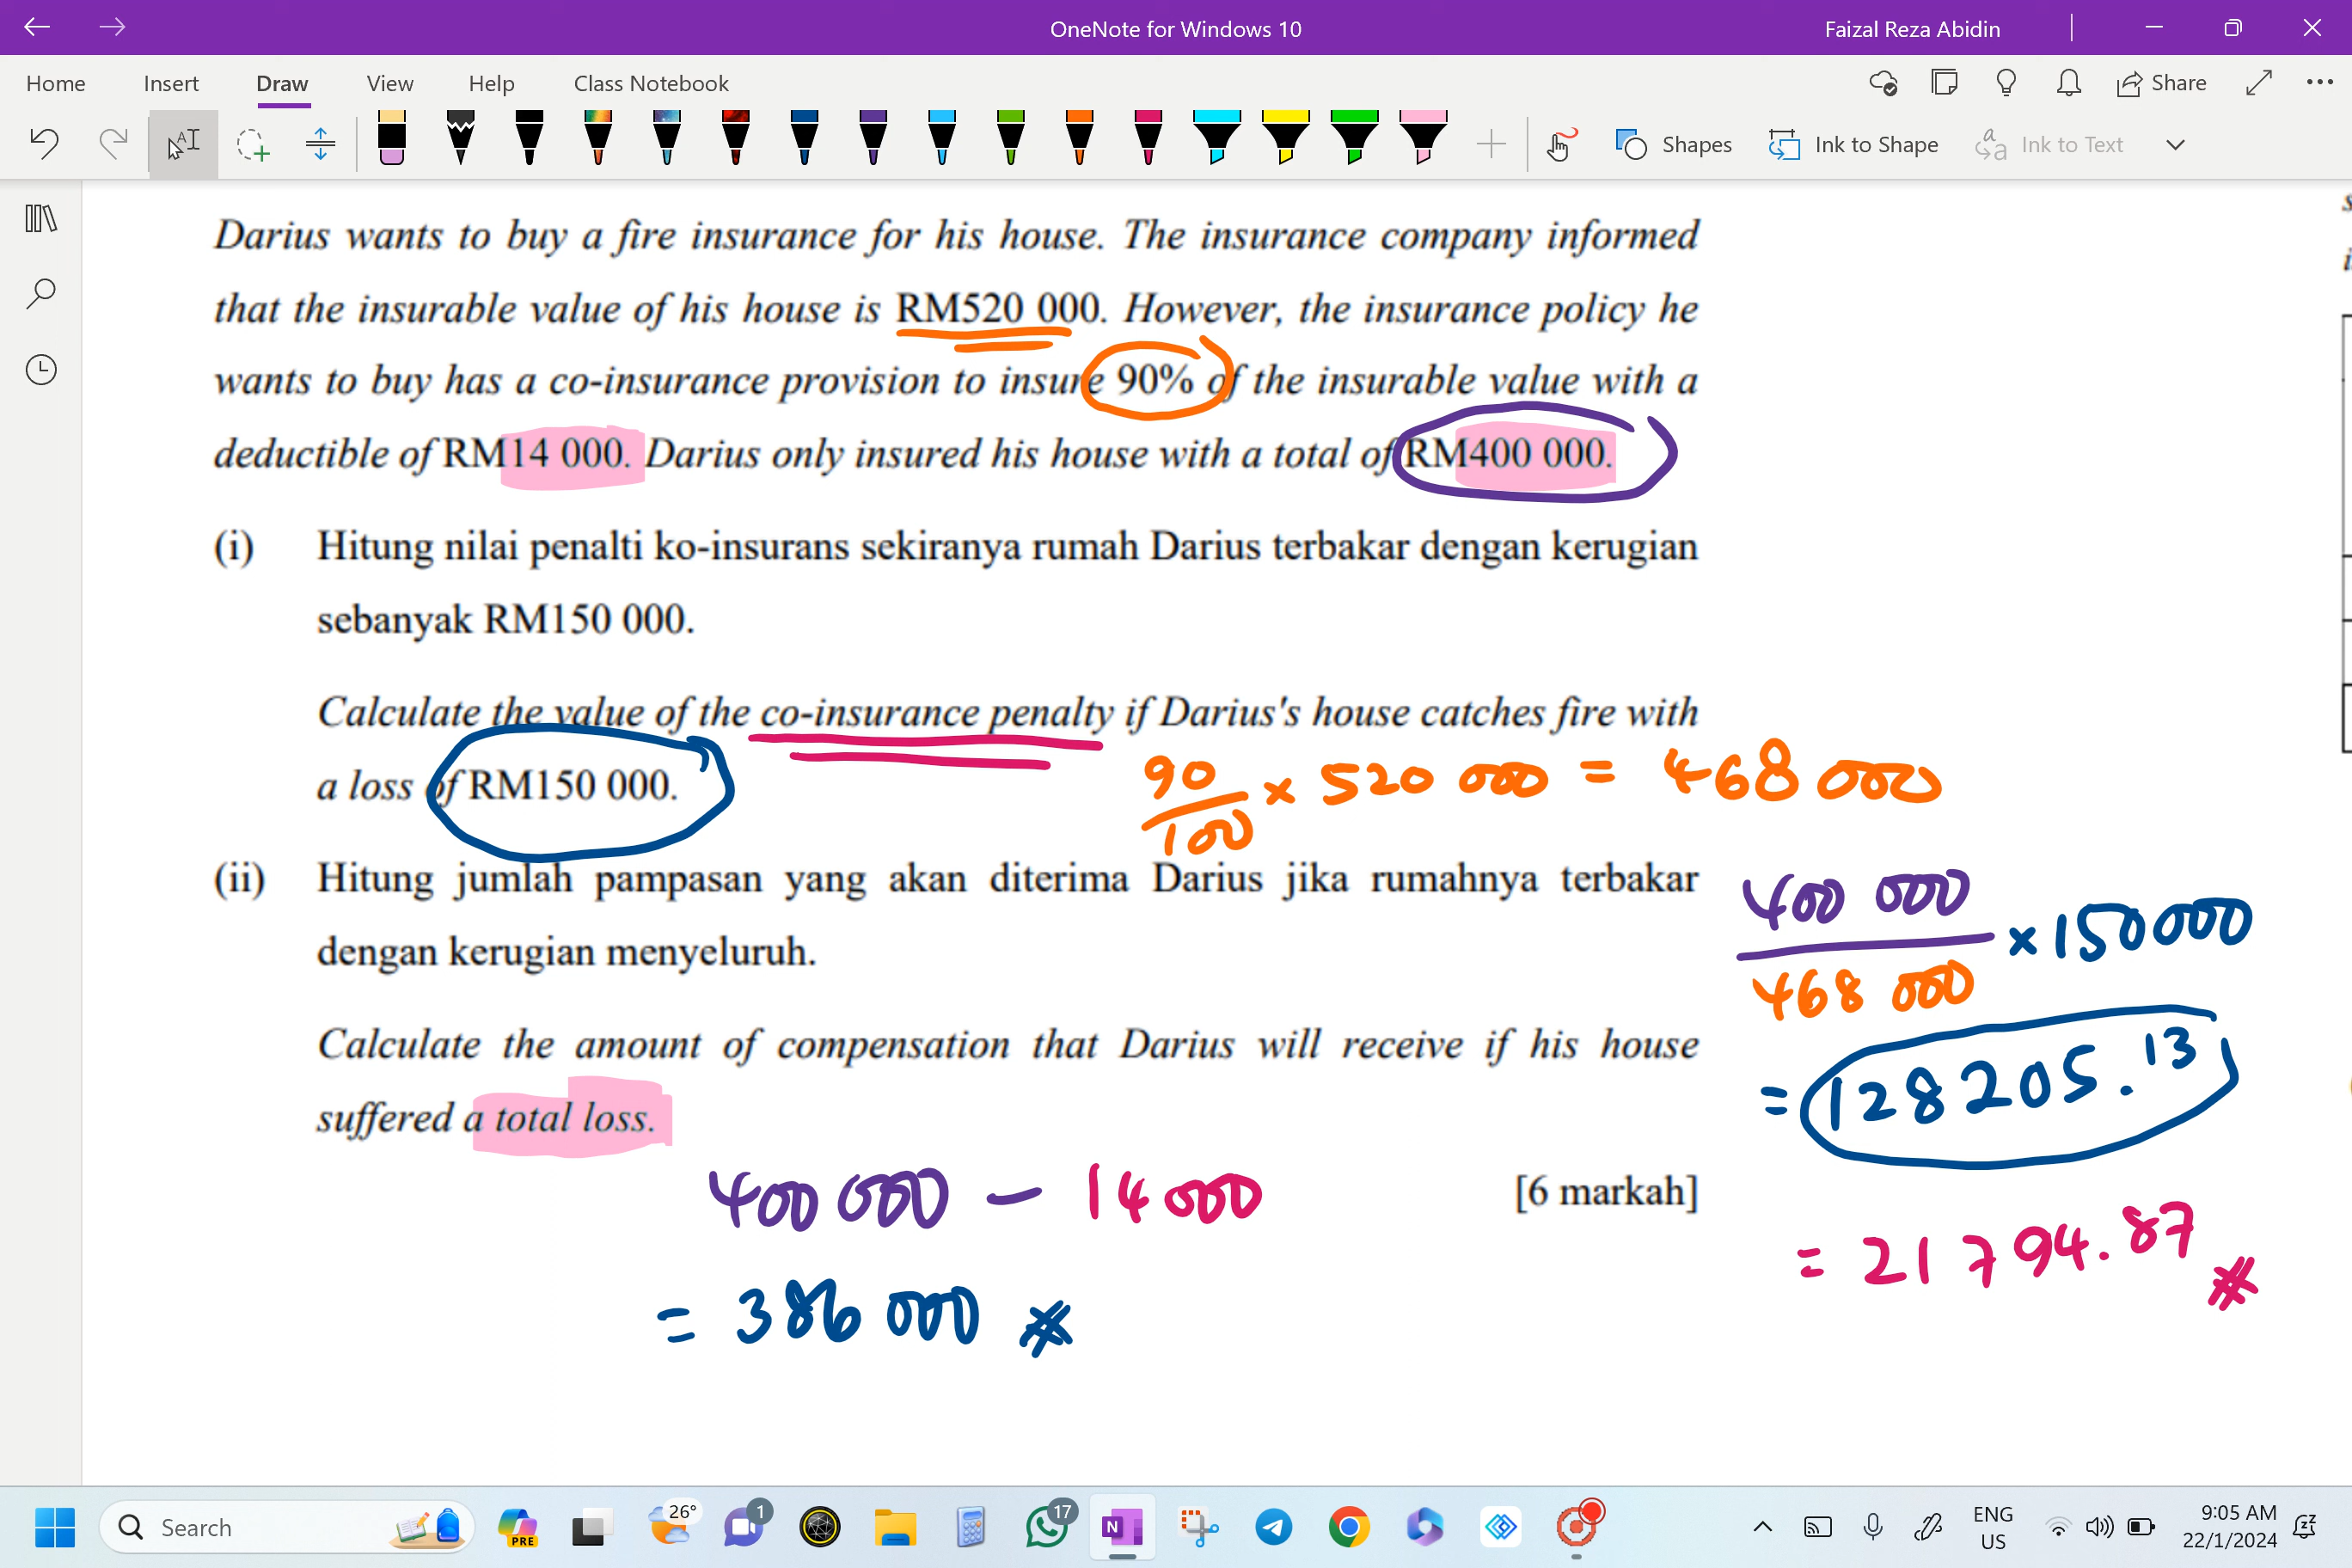 OneNote for Windows 10
Faizal Reza Abidin
Home Insert Draw View Help Class Notebook
Share
Shapes Ink to Shape Ink to Text
Darius wants to buy a fire insurance for his house. The insurance company informed
that the insurable value of his house is RM520 000. However, the insurance policy he
wants to buy has a co-insurance provision to insure 90% of the insurable value with a
deductible of RM14 000. Darius only insured his house with a total of RM400 000.
(i) Hitung nilai penalti ko-insurans sekiranya rumah Darius terbakar dengan kerugian
sebanyak RM150 000.
Calculate the value of the co-insurance penalty if Darius's house catches fire with
a loss of RM150 000.
90/100 × 520 000 = 468 000
(ii) Hitung jumlah pampasan yang akan diterima Darius jika rumahnya terbakar
dengan kerugian menyeluruh.
400 000/468 000 × 150000
Calculate the amount of compensation that Darius will receive if his house
suffered a total loss.
= 128205.13
400 000 – 14 000
[6 markah]
= 21 794.87 #
= 386 000 #
Search
PRE
26°
1
17
ENG
US
9:05 AM
22/1/2024